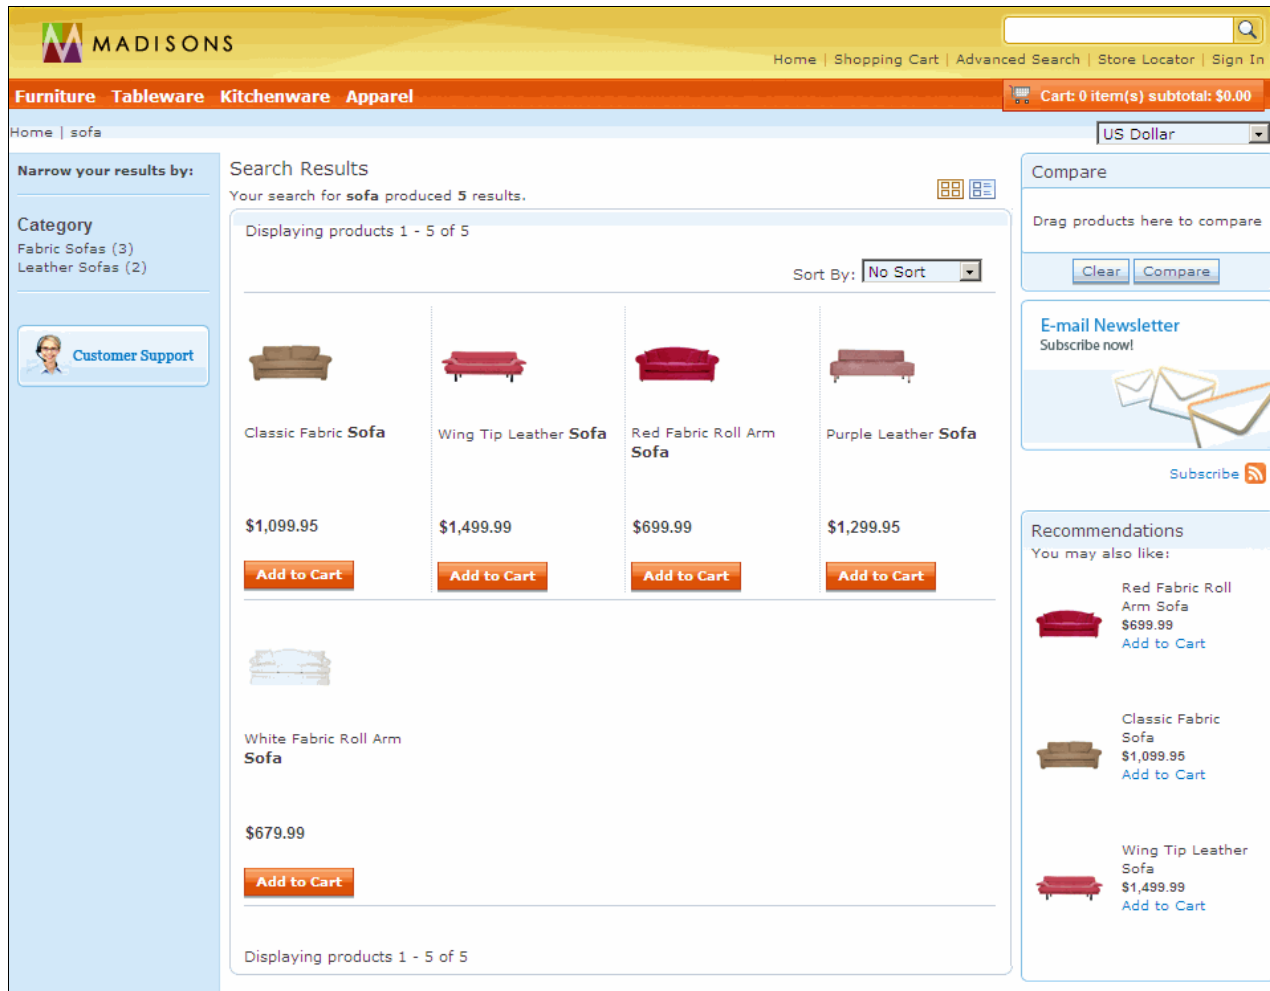 MADISONS
Home | Shopping Cart | Advanced Search | Store Locator | Sign In
Furniture Tableware Kitchenware Apparel
Cart: 0 item(s) subtotal: $0.00
Home | sofa
US Dollar
Narrow your results by:
Category
Fabric Sofas (3)
Leather Sofas (2)
Customer Support
Search Results
Your search for sofa produced 5 results.
Displaying products 1 - 5 of 5
Sort By: No Sort
Classic Fabric Sofa
$1,099.95
Add to Cart
Wing Tip Leather Sofa
$1,499.99
Add to Cart
Red Fabric Roll Arm
Sofa
$699.99
Add to Cart
Purple Leather Sofa
$1,299.95
Add to Cart
White Fabric Roll Arm
Sofa
$679.99
Add to Cart
Displaying products 1 - 5 of 5
Compare
Drag products here to compare
Clear Compare
E-mail Newsletter
Subscribe now!
Subscribe
Recommendations
You may also like:
Red Fabric Roll
Arm Sofa
$699.99
Add to Cart
Classic Fabric
Sofa
$1,099.95
Add to Cart
Wing Tip Leather
Sofa
$1,499.99
Add to Cart